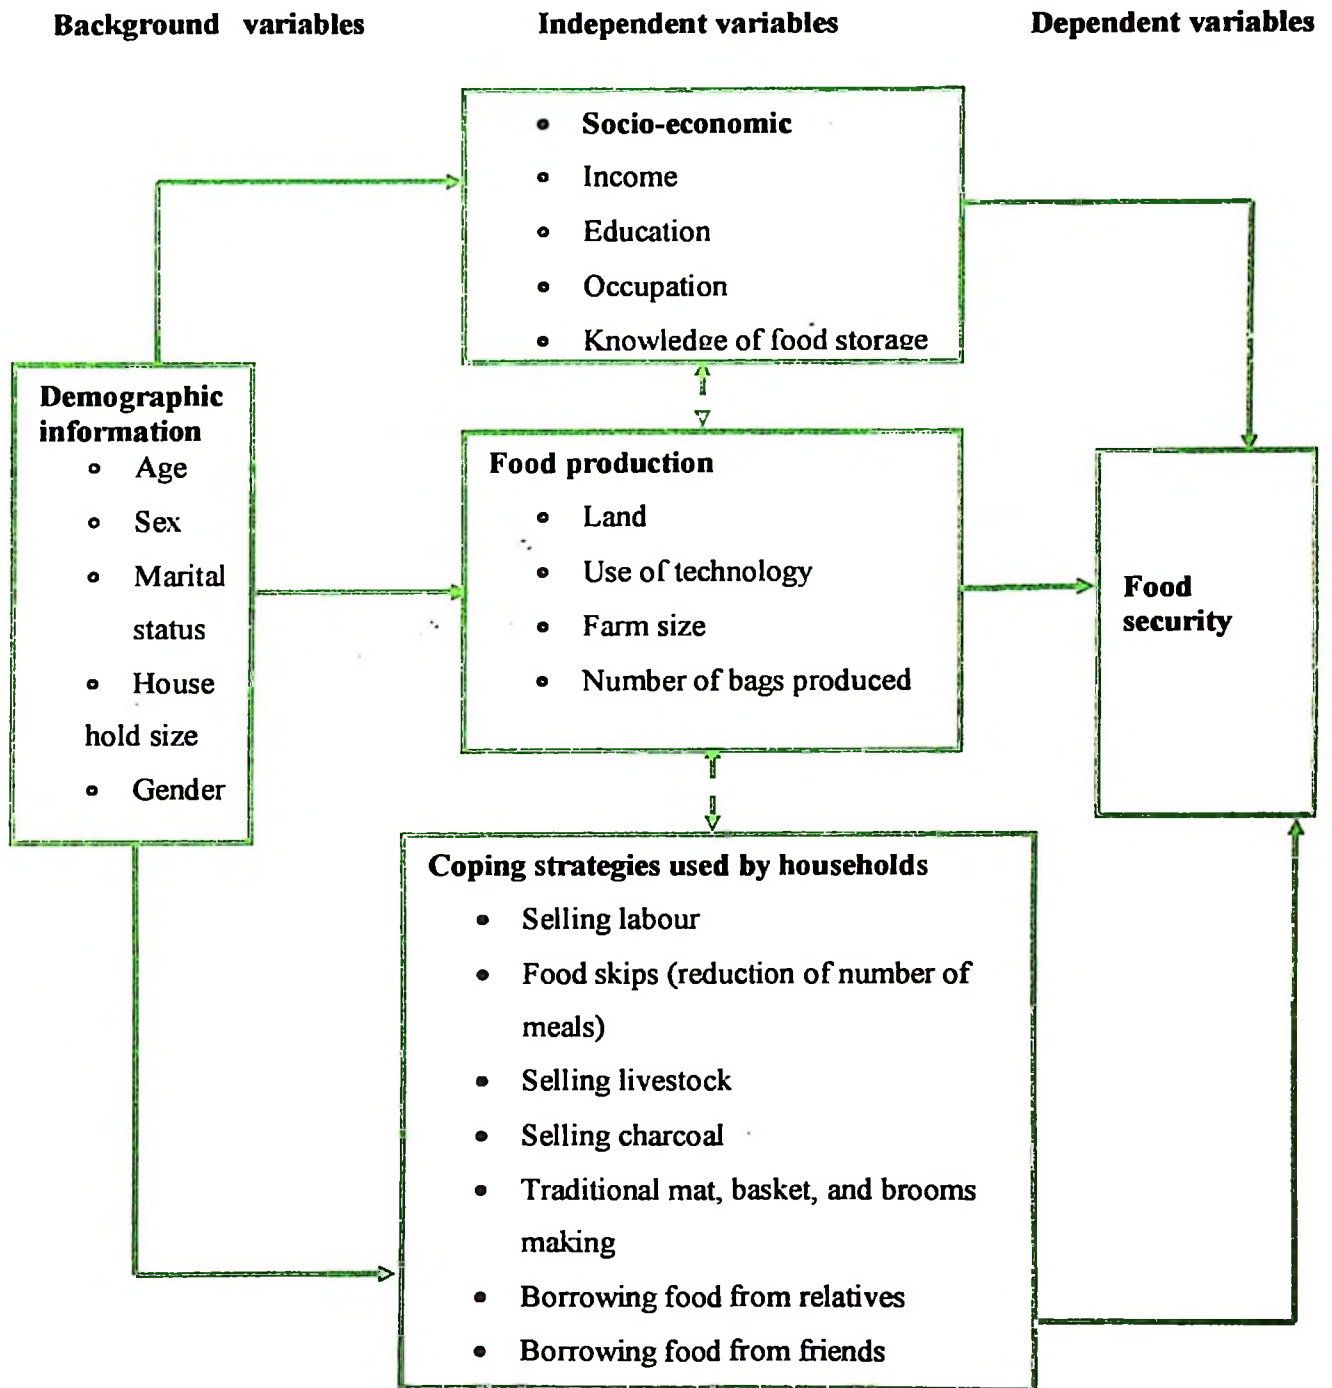 Background variables
Independent variables
Dependent variables
• Socio-economic
• Income
• Education
• Occupation
• Knowledge of food storage
Demographic
information
• Age
• Sex
• Marital
status
• House
hold size
• Gender
Food production
• Land
• Use of technology
• Farm size
• Number of bags produced
Food
security
Coping strategies used by households
• Selling labour
• Food skips (reduction of number of
meals)
• Selling livestock
• Selling charcoal
• Traditional mat, basket, and brooms
making
• Borrowing food from relatives
• Borrowing food from friends